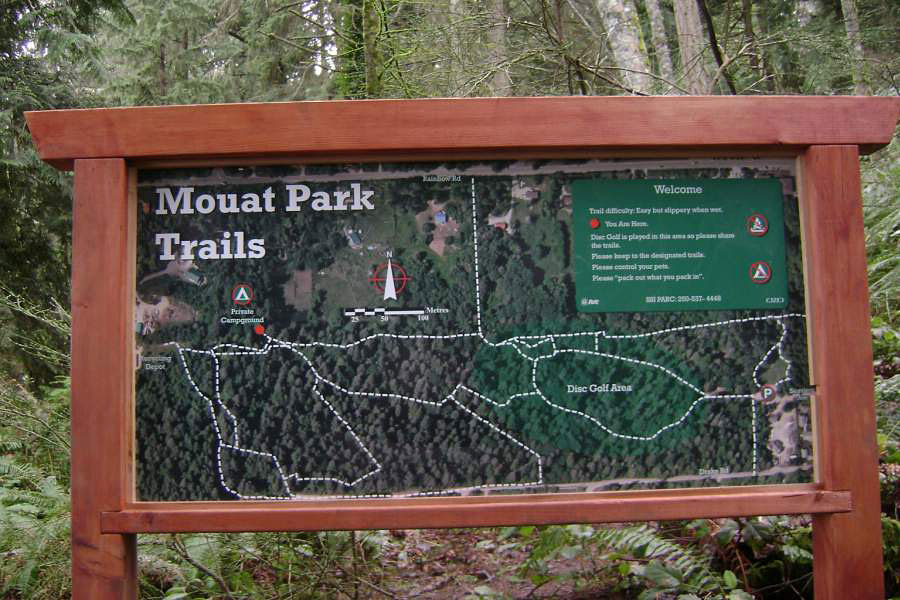 Mouat Park
Trails
Rainbow Rd
Welcome
Trail difficulty: Easy but slippery when wet.
You Are Here.
Disc Golf is played in this area so please share
the trails.
Please keep to the designated trails.
Please control your pets.
Please "pack out what you pack in".
SSI PARC: 250-537- 4448
CRD
N
Metres
25 50 100
Private
Campground
Recycling
Depot
Disc Golf Area
P
Drake Rd